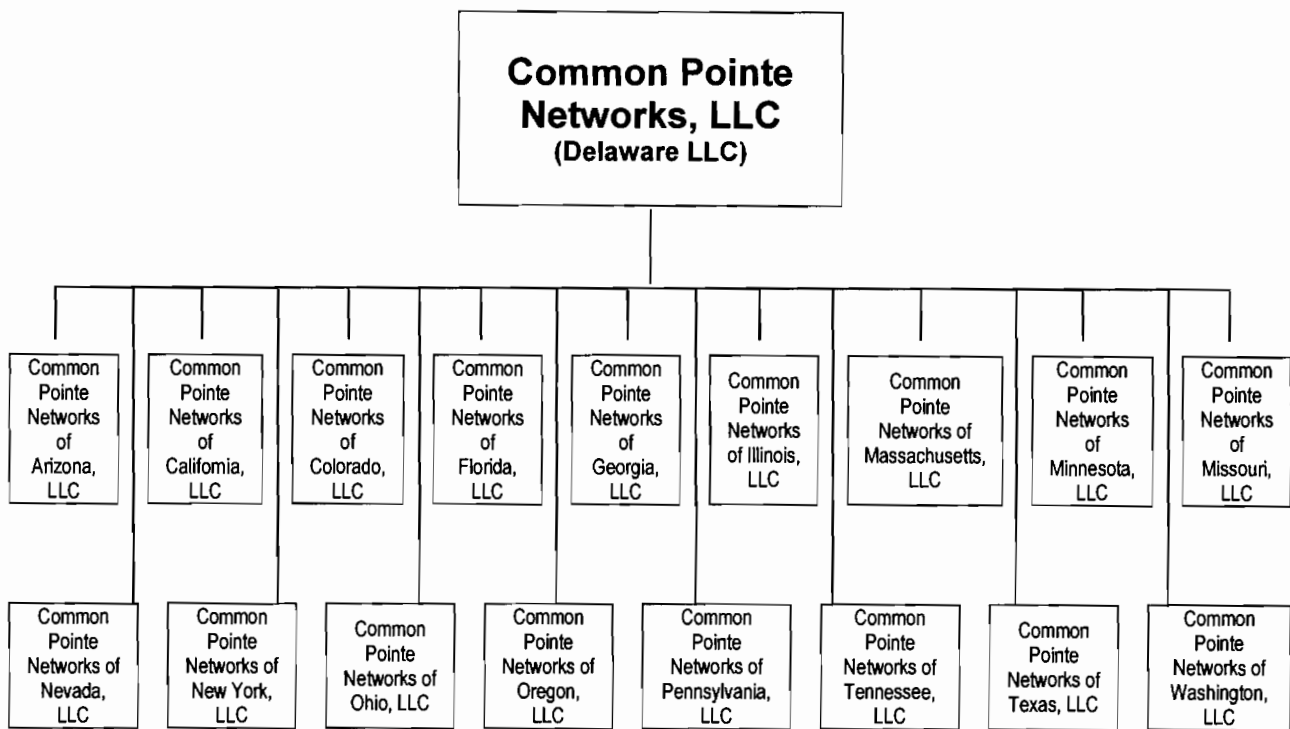 Common Pointe
Networks, LLC
(Delaware LLC)
Common
Pointe
Networks
of
Arizona,
LLC
Common
Pointe
Networks
of
California,
LLC
Common
Pointe
Networks
of
Colorado,
LLC
Common
Pointe
Networks
of
Florida,
LLC
Common
Pointe
Networks
of
Georgia,
LLC
Common
Pointe
Networks
of Illinois,
LLC
Common
Pointe
Networks of
Massachusetts,
LLC
Common
Pointe
Networks
of
Minnesota,
LLC
Common
Pointe
Networks
of
Missouri,
LLC
Common
Pointe
Networks of
Nevada,
LLC
Common
Pointe
Networks of
New York,
LLC
Common
Pointe
Networks of
Ohio, LLC
Common
Pointe
Networks of
Oregon,
LLC
Common
Pointe
Networks of
Pennsylvania,
LLC
Common
Pointe
Networks of
Tennessee,
LLC
Common
Pointe
Networks of
Texas, LLC
Common
Pointe
Networks of
Washington,
LLC